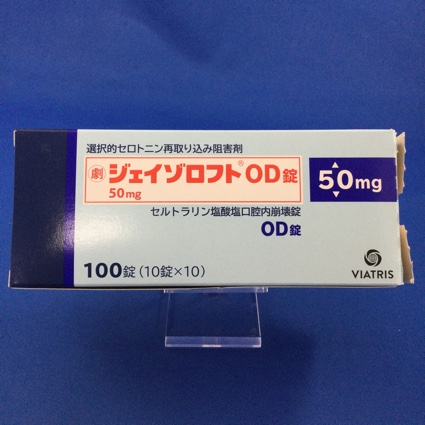 選択的セロトニン再取り込み阻害剤
劇 ジェイゾロフト® OD錠
50mg
50mg
セルトラリン塩酸塩口腔内崩壊錠
OD錠
100錠(10錠×10)
VIATRIS